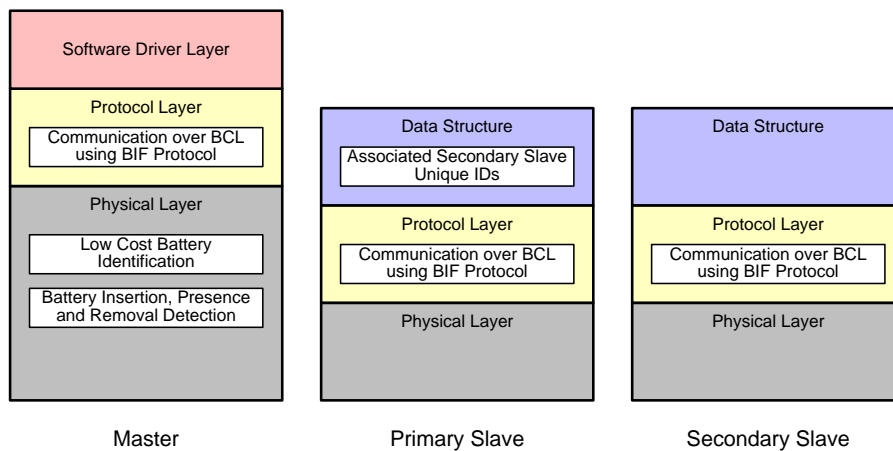 Software Driver Layer
Protocol Layer
Communication over BCL
using BIF Protocol
Physical Layer
Low Cost Battery
Identification
Battery Insertion, Presence
and Removal Detection
Master
Data Structure
Associated Secondary Slave
Unique IDs
Protocol Layer
Communication over BCL
using BIF Protocol
Physical Layer
Primary Slave
Data Structure
Protocol Layer
Communication over BCL
using BIF Protocol
Physical Layer
Secondary Slave